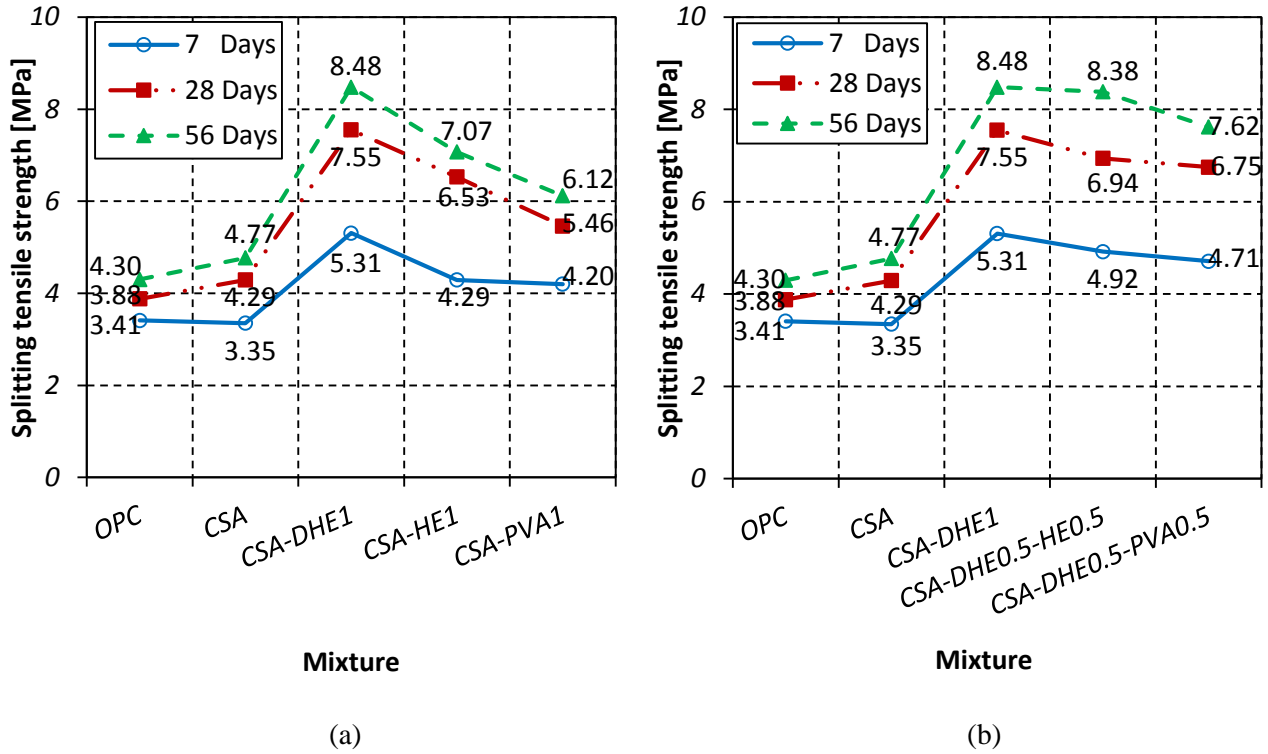 Splitting tensile strength [MPa]
10
8
6
4
2
0
7 Days
28 Days
56 Days
8.48
7.07
7.55
6.53
6.12
5.46
4.77
4.30
3.88
3.41
4.29
3.35
5.31
4.29
4.20
OPC
CSA
CSA-DHE1
CSA-HE1
CSA-PVA1
Mixture
(a)
Splitting tensile strength [MPa]
10
8
6
4
2
0
7 Days
28 Days
56 Days
8.48
8.38
7.62
7.55
6.94
6.75
4.77
4.30
3.88
3.41
4.29
3.35
5.31
4.92
4.71
OPC
CSA
CSA-DHE1
CSA-DHE0.5-HE0.5
CSA-DHE0.5-PVA0.5
Mixture
(b)